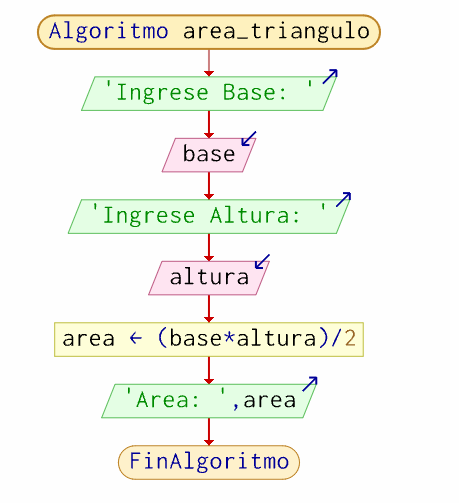 Algoritmo area_triangulo
'Ingrese Base: '
base
'Ingrese Altura: '
altura
area ← (base*altura)/2
'Area: ',area
FinAlgoritmo